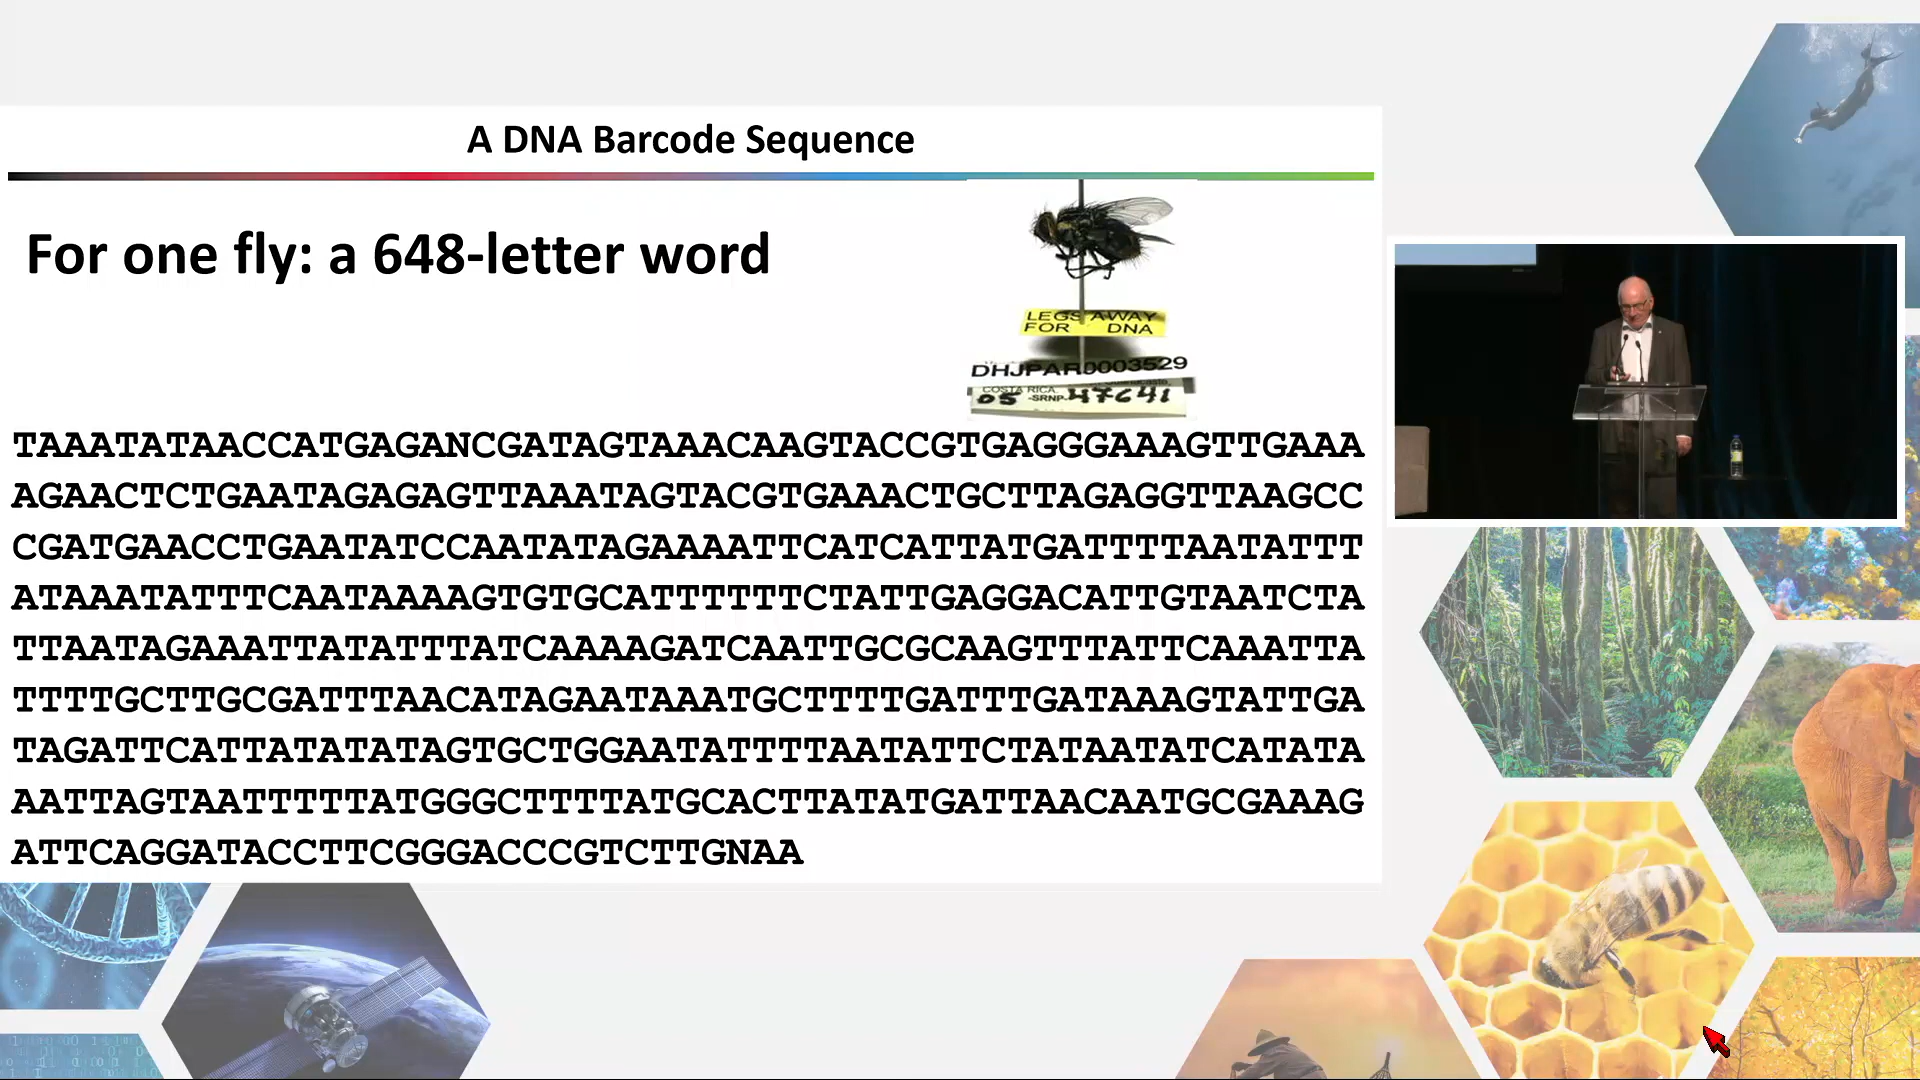 A DNA Barcode Sequence
For one fly: a 648-letter word
LEGS AWAY
FOR DNA
DHJPAR0003529
COSTA RICA.
05 -SRNP- 47641
TAAATATAACCATGAGANCGATAGTAAACAAGTACCGTGAGGGAAAGTTGAAA
AGAACTCTGAATAGAGAGTTAAATAGTACGTGAAACTGCTTAGAGGTTAAGCC
CGATGAACCTGAATATCCAATATAGAAAATTCATCATTATGATTTTAATATTT
ATAAATATTTCAATAAAAGTGTGCATTTTTTCTATTGAGGACATTGTAATCTA
TTAATAGAAATTATATTTATCAAAAGATCAATTGCGCAAGTTTATTCAAATTA
TTTTGCTTGCGATTTAACATAGAATAAATGCTTTTGATTTGATAAAGTATTGA
TAGATTCATTATATATAGTGCTGGAATATTTTAATATTCTATAATATCATATA
AATTAGTAATTTTTATGGGCTTTTATGCACTTATATGATTAACAATGCGAAAG
ATTCAGGATACCTTCGGGACCCGTCTTGNAA